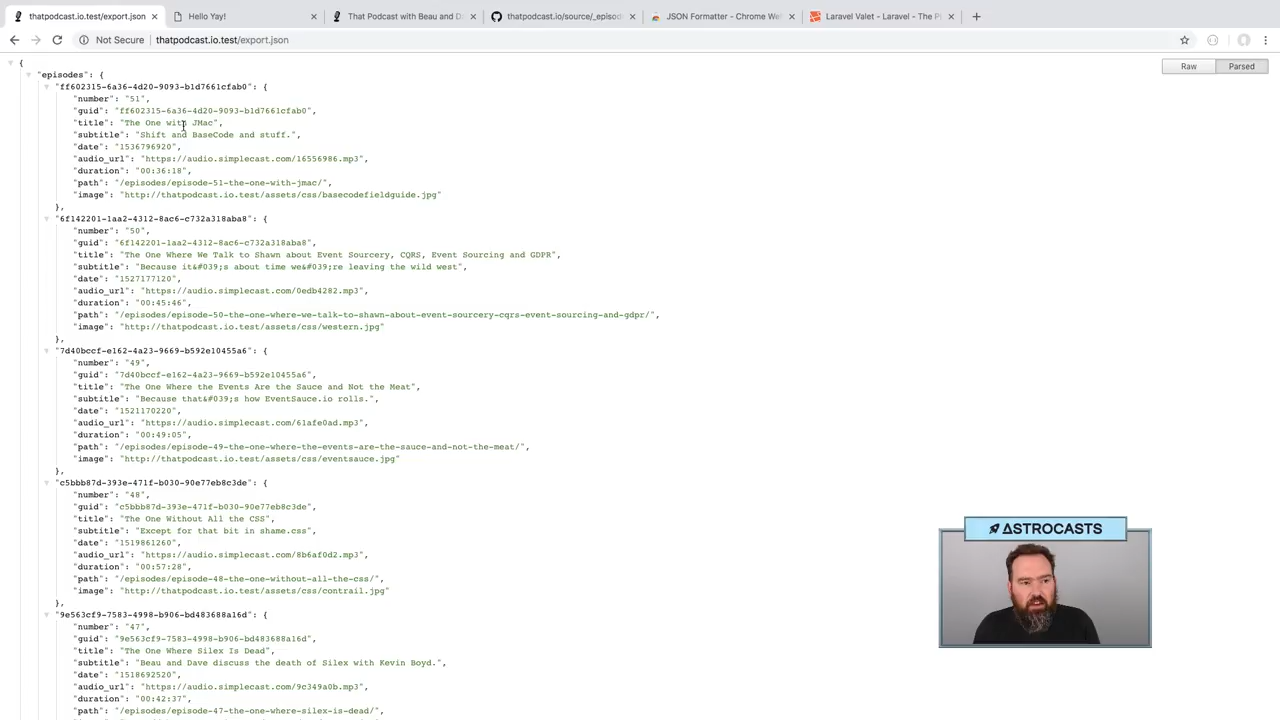 thatpodcast.io.test/export.json
Hello Yay!
That Podcast with Beau and D
thatpodcast.io/source/_episod
JSON Formatter - Chrome We
Laravel Valet - Laravel - The P
Not Secure
thatpodcast.io.test/export.json
Raw
Parsed
{
"episodes": {
"ff602315-6a36-4d20-9093-b1d7661cfab0": {
"number": "51",
"guid": "ff602315-6a36-4d20-9093-b1d7661cfab0",
"title": "The One with JMac",
"subtitle": "Shift and BaseCode and stuff.",
"date": "1536796920",
"audio_url": "https://audio.simplecast.com/16556986.mp3",
"duration": "00:36:18",
"path": "/episodes/episode-51-the-one-with-jmac/",
"image": "http://thatpodcast.io.test/assets/css/basecodefieldguide.jpg"
},
"6f142201-1aa2-4312-8ac6-c732a318aba8": {
"number": "50",
"guid": "6f142201-1aa2-4312-8ac6-c732a318aba8",
"title": "The One Where We Talk to Shawn about Event Sourcery, CQRS, Event Sourcing and GDPR",
"subtitle": "Because it&#039;s about time we&#039;re leaving the wild west",
"date": "1527177120",
"audio_url": "https://audio.simplecast.com/0edb4282.mp3",
"duration": "00:45:46",
"path": "/episodes/episode-50-the-one-where-we-talk-to-shawn-about-event-sourcery-cqrs-event-sourcing-and-gdpr/",
"image": "http://thatpodcast.io.test/assets/css/western.jpg"
},
"7d40bccf-e162-4a23-9669-b592e10455a6": {
"number": "49",
"guid": "7d40bccf-e162-4a23-9669-b592e10455a6",
"title": "The One Where the Events Are the Sauce and Not the Meat",
"subtitle": "Because that&#039;s how EventSauce.io rolls.",
"date": "1521170220",
"audio_url": "https://audio.simplecast.com/61afe0ad.mp3",
"duration": "00:49:05",
"path": "/episodes/episode-49-the-one-where-the-events-are-the-sauce-and-not-the-meat/",
"image": "http://thatpodcast.io.test/assets/css/eventsauce.jpg"
},
"c5bbb87d-393e-471f-b030-90e77eb8c3de": {
"number": "48",
"guid": "c5bbb87d-393e-471f-b030-90e77eb8c3de",
"title": "The One Without All the CSS",
"subtitle": "Except for that bit in shame.css",
"date": "1519861260",
"audio_url": "https://audio.simplecast.com/8b6af0d2.mp3",
"duration": "00:57:28",
"path": "/episodes/episode-48-the-one-without-all-the-css/",
"image": "http://thatpodcast.io.test/assets/css/contrail.jpg"
},
"9e563cf9-7583-4998-b906-bd483688a16d": {
"number": "47",
"guid": "9e563cf9-7583-4998-b906-bd483688a16d",
"title": "The One Where Silex Is Dead",
"subtitle": "Beau and Dave discuss the death of Silex with Kevin Boyd.",
"date": "1518692520",
"audio_url": "https://audio.simplecast.com/9c349a0b.mp3",
"duration": "00:42:37",
"path": "/episodes/episode-47-the-one-where-silex-is-dead/",
ASTROCASTS